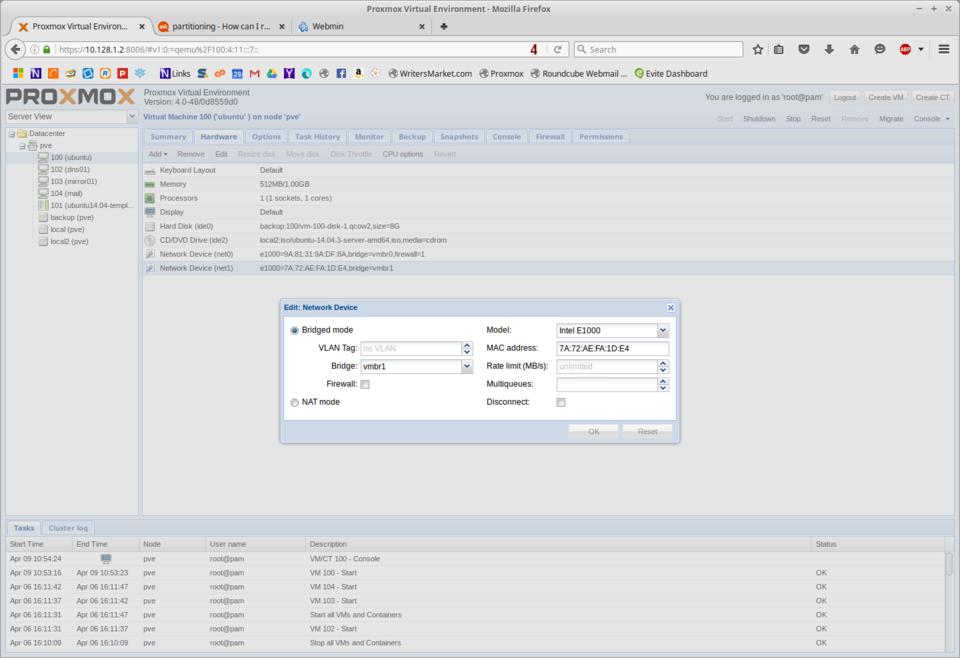 Proxmox Virtual Environment - Mozilla Firefox
Proxmox Virtual Environ... × partitioning - How can I r... × Webmin ×
https://10.128.1.2:8006/#v1:0:=qemu%2F100:4:11:::7:: 4 Search
Links 29 WritersMarket.com Proxmox Roundcube Webmail ... Evite Dashboard
PROXMOX
Proxmox Virtual Environment
Version: 4.0-48/0d8559d0
You are logged in as 'root@pam' Logout Create VM Create CT
Server View
Virtual Machine 100 ('ubuntu' ) on node 'pve'
Start Shutdown Stop Reset Remove Migrate Console
Datacenter
pve
100 (ubuntu)
102 (dns01)
103 (mirror01)
104 (mail)
101 (ubuntu14.04-templ...
backup (pve)
local (pve)
local2 (pve)
Summary Hardware Options Task History Monitor Backup Snapshots Console Firewall Permissions
Add Remove Edit Resize disk Move disk Disk Throttle CPU options Revert
Keyboard Layout Default
Memory 512MB/1.00GB
Processors 1 (1 sockets, 1 cores)
Display Default
Hard Disk (ide0) backup:100/vm-100-disk-1.qcow2,size=8G
CD/DVD Drive (ide2) local2:iso/ubuntu-14.04.3-server-amd64.iso,media=cdrom
Network Device (net0) e1000=9A:81:31:9A:DF:8A,bridge=vmbr0,firewall=1
Network Device (net1) e1000=7A:72:AE:FA:1D:E4,bridge=vmbr1
Edit: Network Device
Bridged mode Model: Intel E1000
VLAN Tag: no VLAN MAC address: 7A:72:AE:FA:1D:E4
Bridge: vmbr1 Rate limit (MB/s): unlimited
Firewall: Multiqueues:
NAT mode Disconnect:
OK Reset
Tasks Cluster log
Start Time End Time Node User name Description Status
Apr 09 10:54:24 pve root@pam VM/CT 100 - Console
Apr 09 10:53:16 Apr 09 10:53:23 pve root@pam VM 100 - Start OK
Apr 06 16:11:42 Apr 06 16:11:47 pve root@pam VM 104 - Start OK
Apr 06 16:11:37 Apr 06 16:11:42 pve root@pam VM 103 - Start OK
Apr 06 16:11:31 Apr 06 16:11:47 pve root@pam Start all VMs and Containers OK
Apr 06 16:11:31 Apr 06 16:11:37 pve root@pam VM 102 - Start OK
Apr 06 16:10:09 Apr 06 16:10:09 pve root@pam Stop all VMs and Containers OK